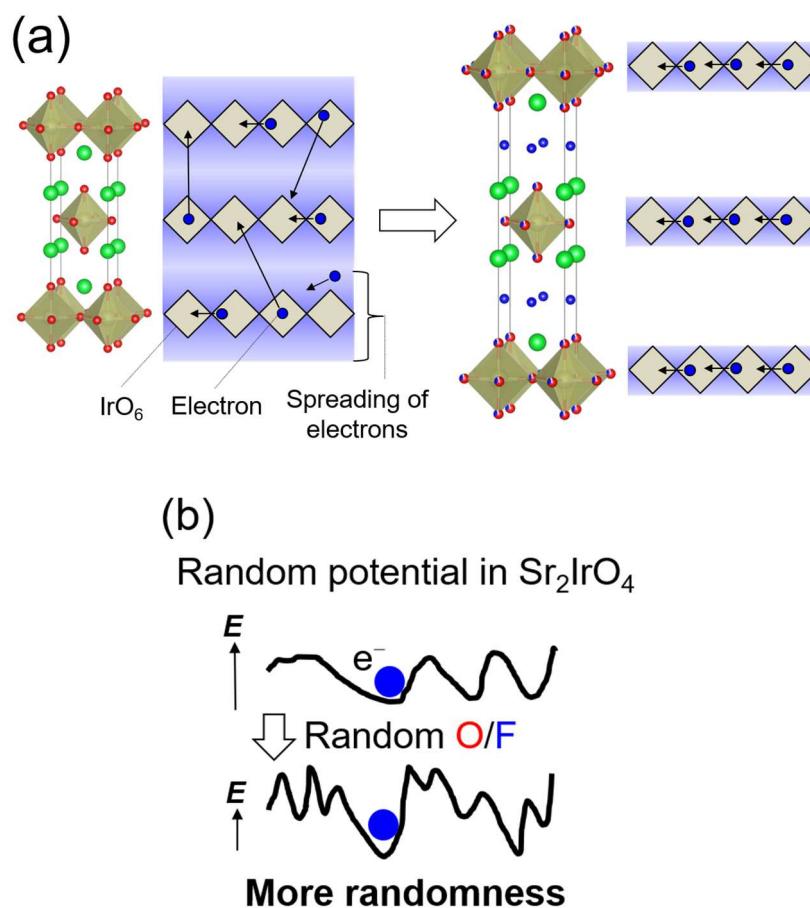 (a)
IrO₆
Electron
Spreading of
electrons
(b)
Random potential in Sr₂IrO₄
E
e⁻
Random O/F
E
More randomness